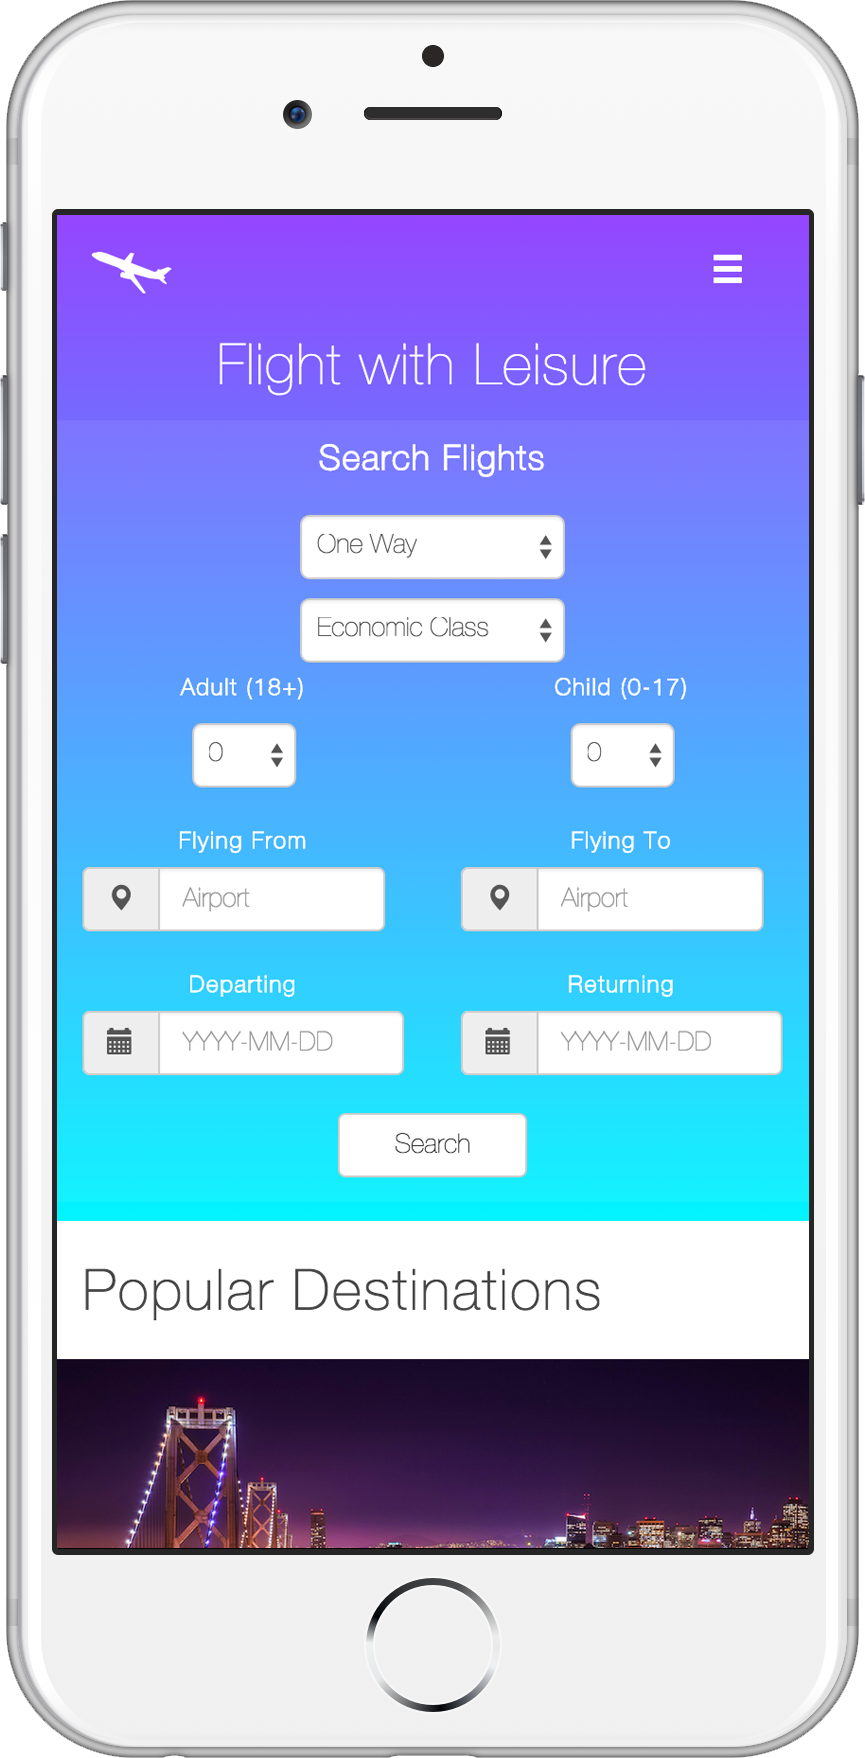 Flight with Leisure
Search Flights
One Way
Economic Class
Adult (18+) Child (0-17)
0 0
Flying From Flying To
Airport Airport
Departing Returning
YYYY-MM-DD YYYY-MM-DD
Search
Popular Destinations